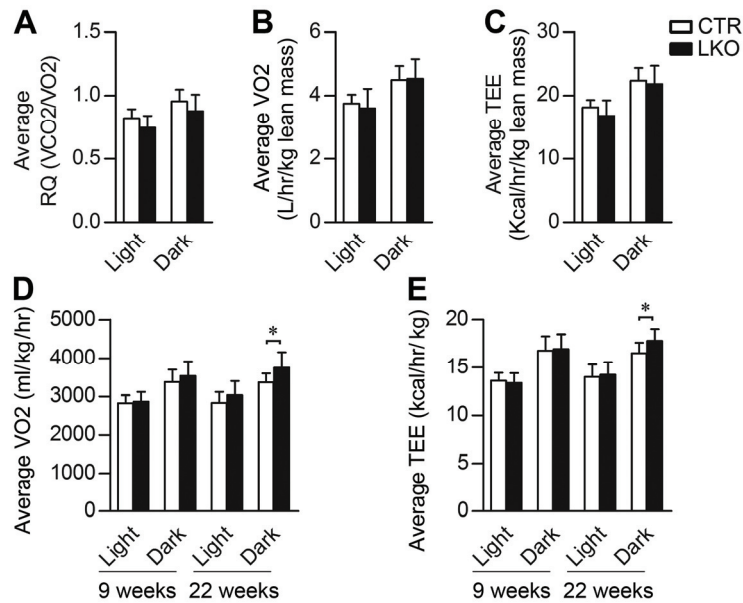 A
Average
RQ (VCO2/VO2)
1.5
1.0
0.5
0.0
Light
Dark
B
Average VO2
(L/hr/kg lean mass)
6
4
2
0
Light
Dark
C
Average TEE
(Kcal/hr/kg lean mass)
30
20
10
0
Light
Dark
CTR
LKO
D
Average VO2 (ml/kg/hr)
5000
4000
3000
2000
1000
0
*
Light
Dark
Light
Dark
9 weeks
22 weeks
E
Average TEE (kcal/hr/ kg)
20
15
10
5
0
*
Light
Dark
Light
Dark
9 weeks
22 weeks